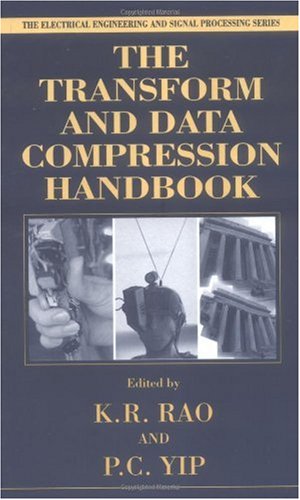 THE ELECTRICAL ENGINEERING AND SIGNAL PROCESSING SERIES
THE
TRANSFORM
AND DATA
COMPRESSION
HANDBOOK
Edited by
K.R. RAO
AND
P.C. YIP